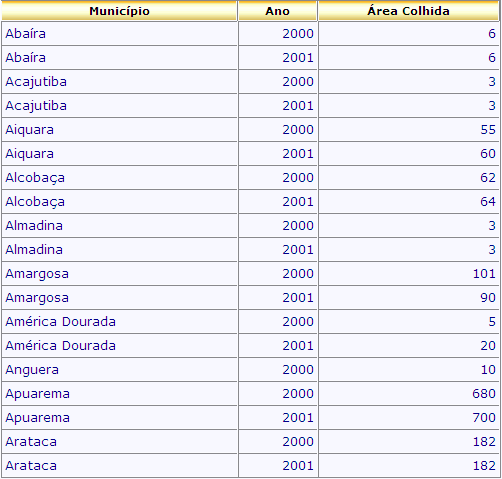 Município Ano Área Colhida
Abaíra 2000 6
Abaíra 2001 6
Acajutiba 2000 3
Acajutiba 2001 3
Aiquara 2000 55
Aiquara 2001 60
Alcobaça 2000 62
Alcobaça 2001 64
Almadina 2000 3
Almadina 2001 3
Amargosa 2000 101
Amargosa 2001 90
América Dourada 2000 5
América Dourada 2001 20
Anguera 2000 10
Apuarema 2000 680
Apuarema 2001 700
Arataca 2000 182
Arataca 2001 182